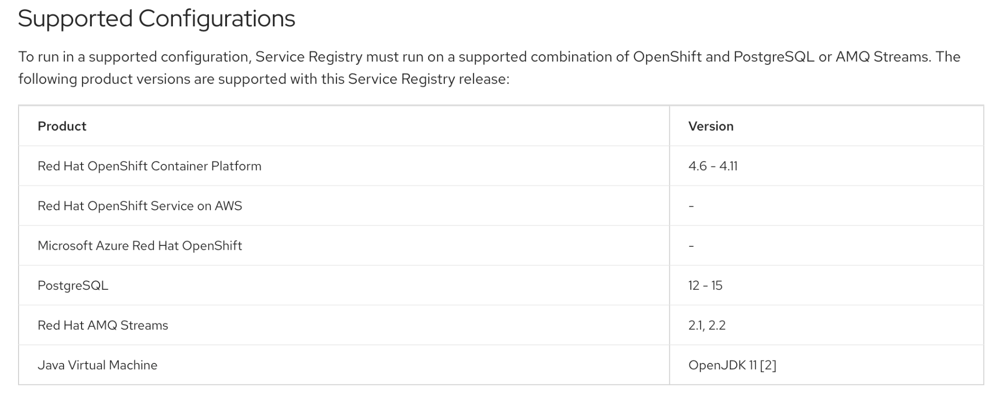 Supported Configurations
To run in a supported configuration, Service Registry must run on a supported combination of OpenShift and PostgreSQL or AMQ Streams. The
following product versions are supported with this Service Registry release:
Product Version
Red Hat OpenShift Container Platform 4.6 - 4.11
Red Hat OpenShift Service on AWS -
Microsoft Azure Red Hat OpenShift -
PostgreSQL 12 - 15
Red Hat AMQ Streams 2.1, 2.2
Java Virtual Machine OpenJDK 11 [2]